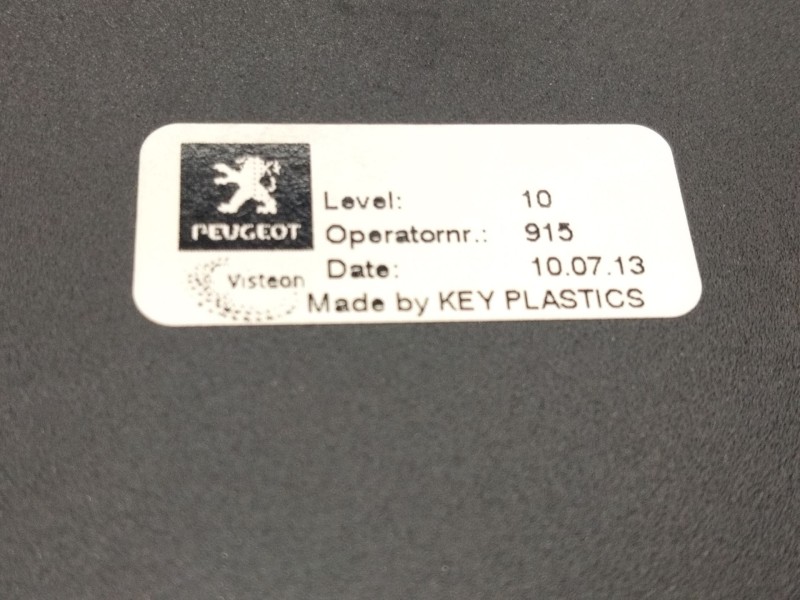 PEUGEOT
Level: 10
Operatornr.: 915
Date: 10.07.13
Visteon
Made by KEY PLASTICS